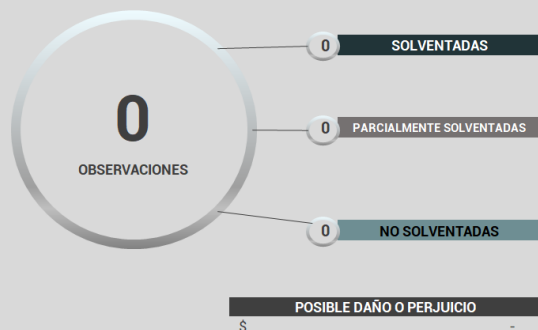 0
OBSERVACIONES
0 SOLVENTADAS
0 PARCIALMENTE SOLVENTADAS
0 NO SOLVENTADAS
POSIBLE DAÑO O PERJUICIO
$ -